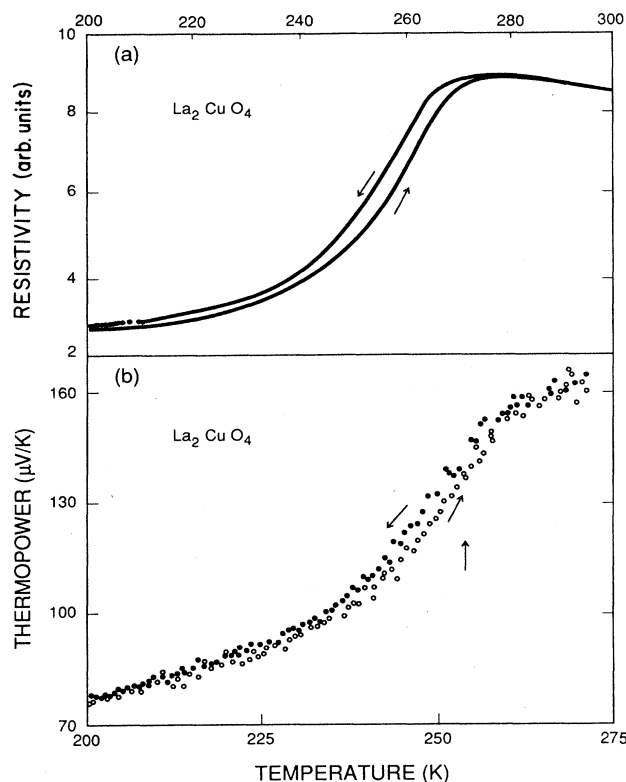 200 220 240 260 280 300
10
(a)
La2 Cu O4
8
6
4
2
RESISTIVITY (arb. units)
(b)
160
La2 Cu O4
130
100
70
THERMOPOWER (μV/K)
200 225 250 275
TEMPERATURE (K)